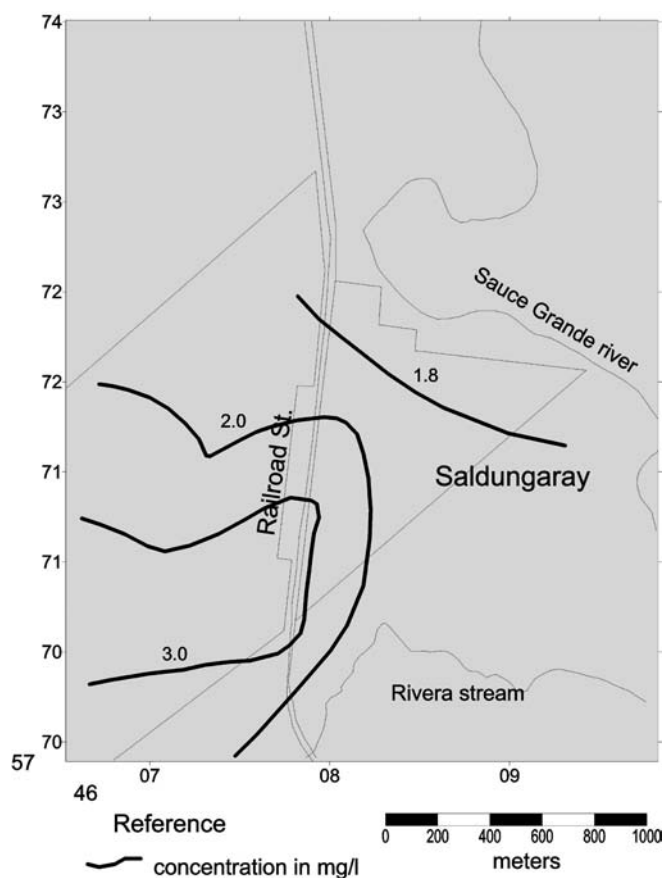 74
73
73
72
72
71
71
70
70
57
07
08
09
46
Sauce Grande river
1.8
2.0
Railroad St.
Saldungaray
3.0
Rivera stream
Reference
concentration in mg/l
0 200 400 600 800 1000
meters